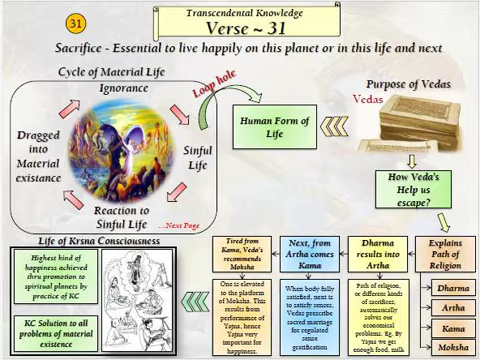 31
Transcendental Knowledge
Verse ~ 31
Sacrifice - Essential to live happily on this planet or in this life and next
Cycle of Material Life
Ignorance
Sinful
Life
Reaction to
Sinful Life
Dragged
into
Material
existance
...Next Page
Loop hole
Human Form of
Life
Purpose of Vedas
Vedas
How Veda's
Help us
escape?
Explains
Path of
Religion
Dharma
Artha
Kama
Moksha
Dharma
results into
Artha
Path of religion,
or different kinds
of sacrifices,
automatically
solves our
economical
problems. Eg. By
Yajna we get
enough food, milk
Next, from
Artha comes
Kama
When body fully
satisfied, next is
to satisfy senses.
Vedas prescribe
sacred marriage
for regulated
sense
gratification
Tired from
Kama, Veda's
recommends
Moksha
One is elevated to
the platform of
Moksha. This
results from
performance of
Yajna, hence
Yajna very
important for
happiness.
Life of Krsna Consciousness
Highest kind of
happiness achieved
thru promotion to
spiritual planets by
practice of KC
KC Solution to all
problems of material
existence